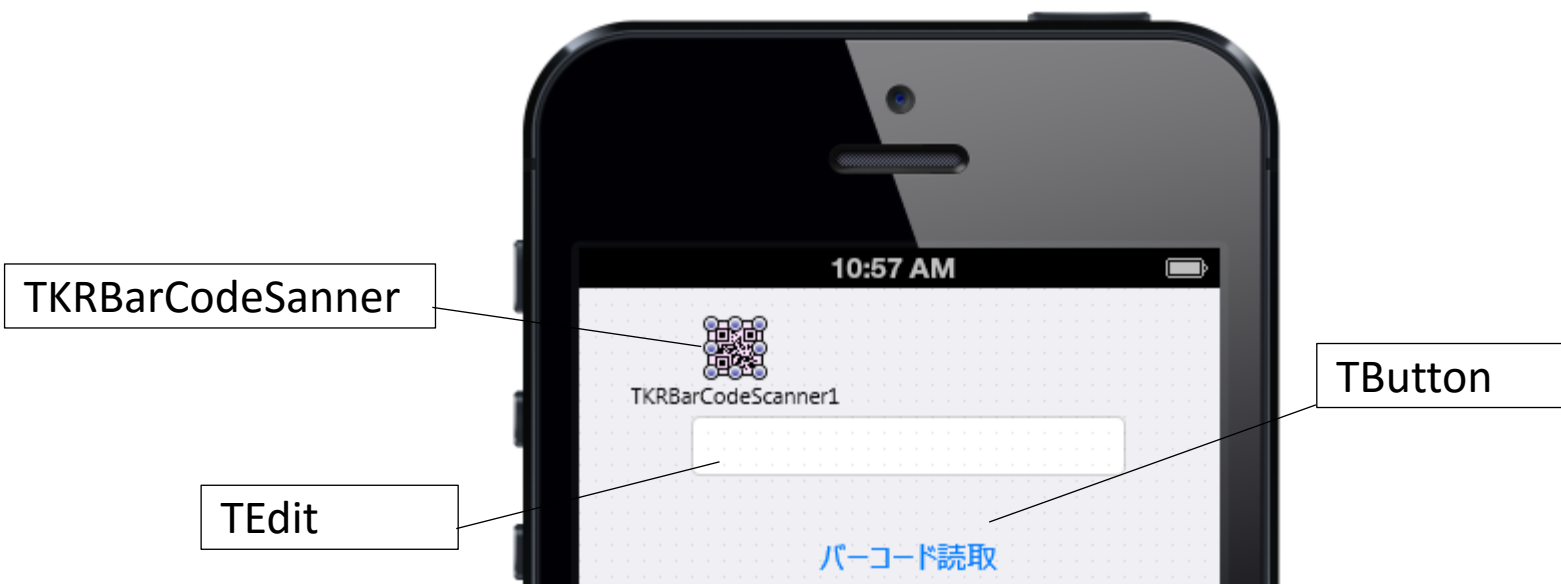 10:57 AM
TKRBarCodeSanner
TKRBarCodeScanner1
TButton
TEdit
バーコード読取